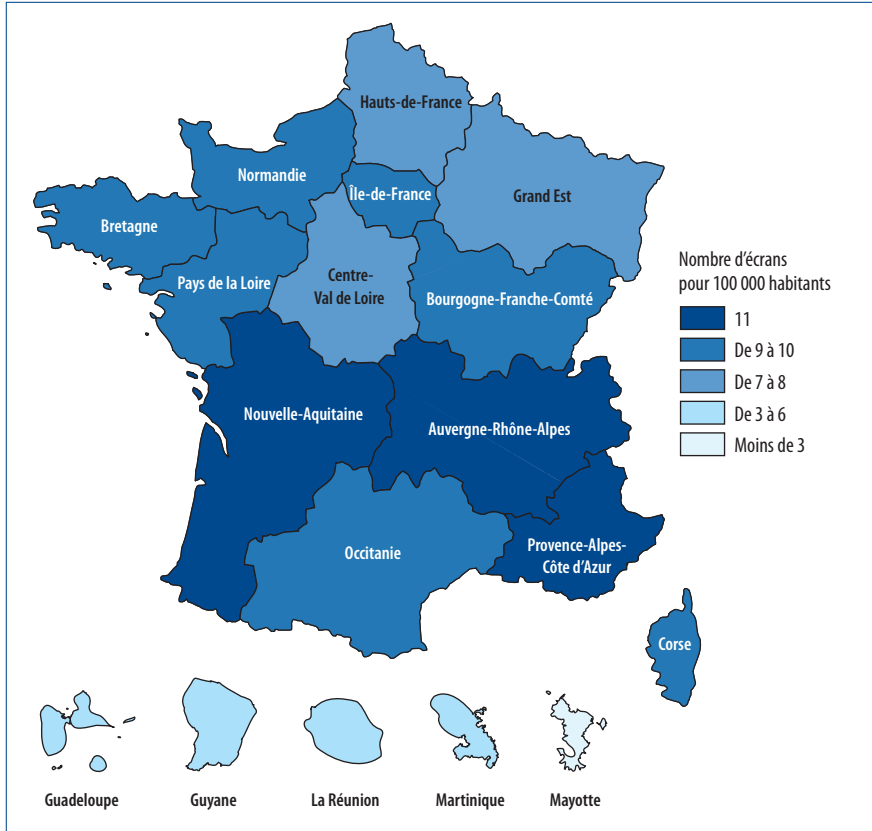 Hauts-de-France
Normandie
Île-de-France
Grand Est
Bretagne
Pays de la Loire
Centre-
Val de Loire
Bourgogne-Franche-Comté
Nouvelle-Aquitaine
Auvergne-Rhône-Alpes
Occitanie
Provence-Alpes-
Côte d'Azur
Corse
Nombre d'écrans
pour 100 000 habitants
11
De 9 à 10
De 7 à 8
De 3 à 6
Moins de 3
Guadeloupe
Guyane
La Réunion
Martinique
Mayotte